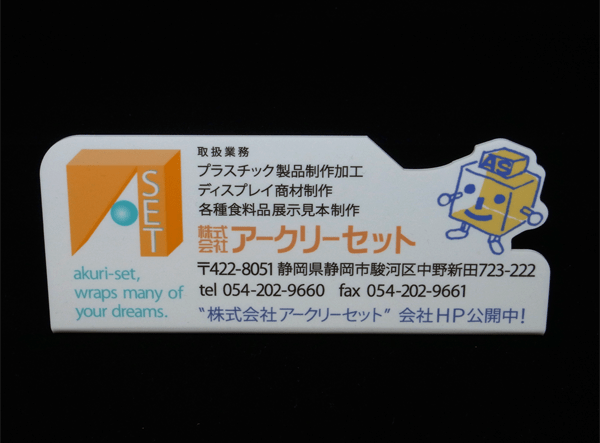 SET
akuri-set,
wraps many of
your dreams.
取扱業務
プラスチック製品制作加工
ディスプレイ商材制作
各種食料品展示見本制作
株式会社 アークリーセット
〒422-8051 静岡県静岡市駿河区中野新田723-222
tel 054-202-9660 fax 054-202-9661
“株式会社アークリーセット” 会社HP公開中!
AS